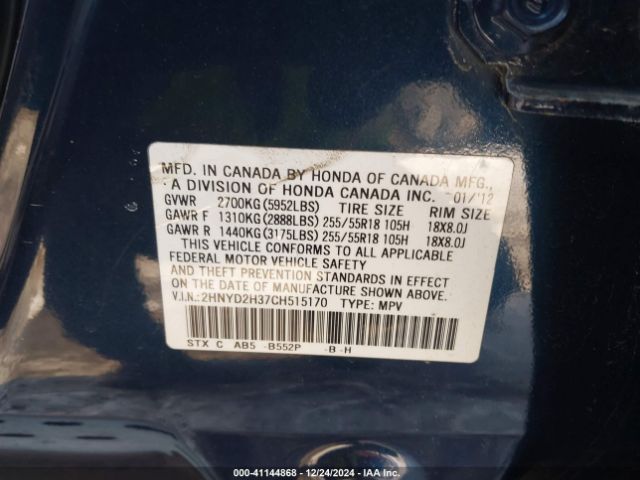 MFD. IN CANADA BY HONDA OF CANADA MFG.,
A DIVISION OF HONDA CANADA INC. 01/'12
GVWR 2700KG(5952LBS) TIRE SIZE RIM SIZE
GAWR F 1310KG(2888LBS) 255/55R18 105H 18X8.0J
GAWR R 1440KG(3175LBS) 255/55R18 105H 18X8.0J
THIS VEHICLE CONFORMS TO ALL APPLICABLE
FEDERAL MOTOR VEHICLE SAFETY
AND THEFT PREVENTION STANDARDS IN EFFECT
ON THE DATE OF MANUFACTURE SHOWN ABOVE.
V.I.N.:2HNYD2H37CH515170 TYPE: MPV
STX C AB5 -B552P -B-H
000-41144868 • 12/24/2024 - IAA Inc.